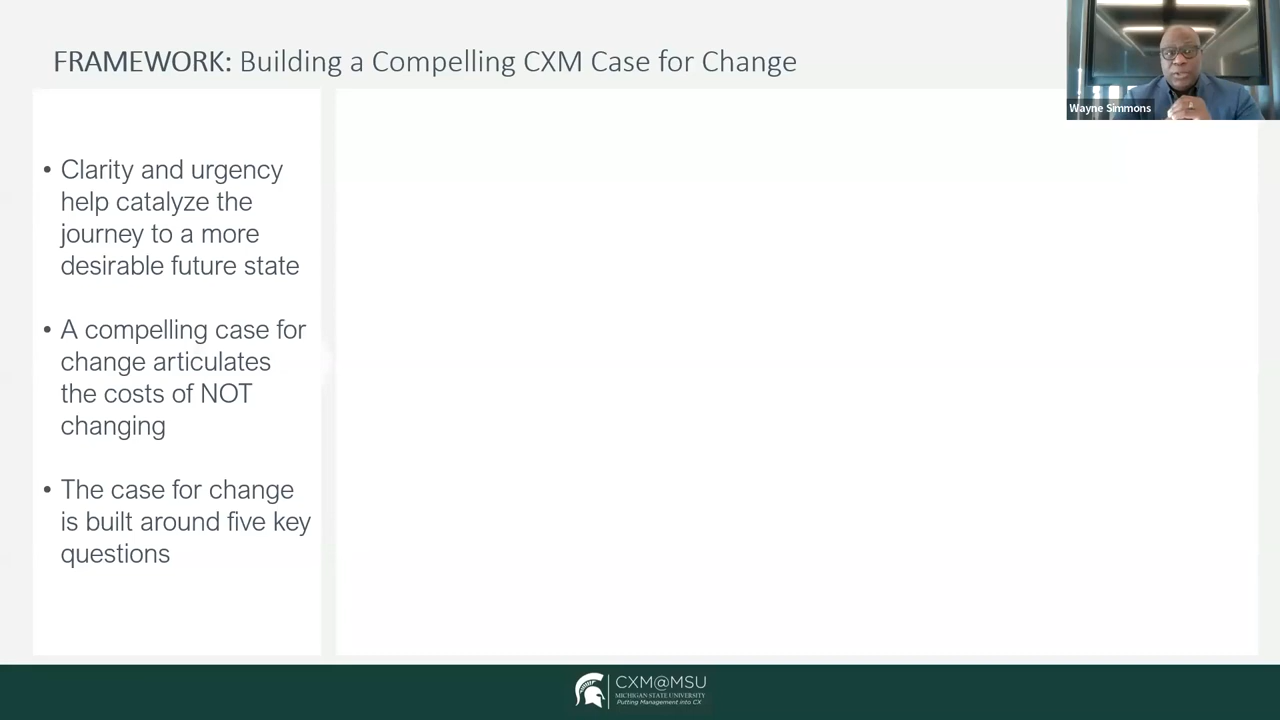 FRAMEWORK: Building a Compelling CXM Case for Change
Wayne Simmons
• Clarity and urgency
help catalyze the
journey to a more
desirable future state
• A compelling case for
change articulates
the costs of NOT
changing
• The case for change
is built around five key
questions
CXM@MSU
MICHIGAN STATE UNIVERSITY
Putting Management into CX